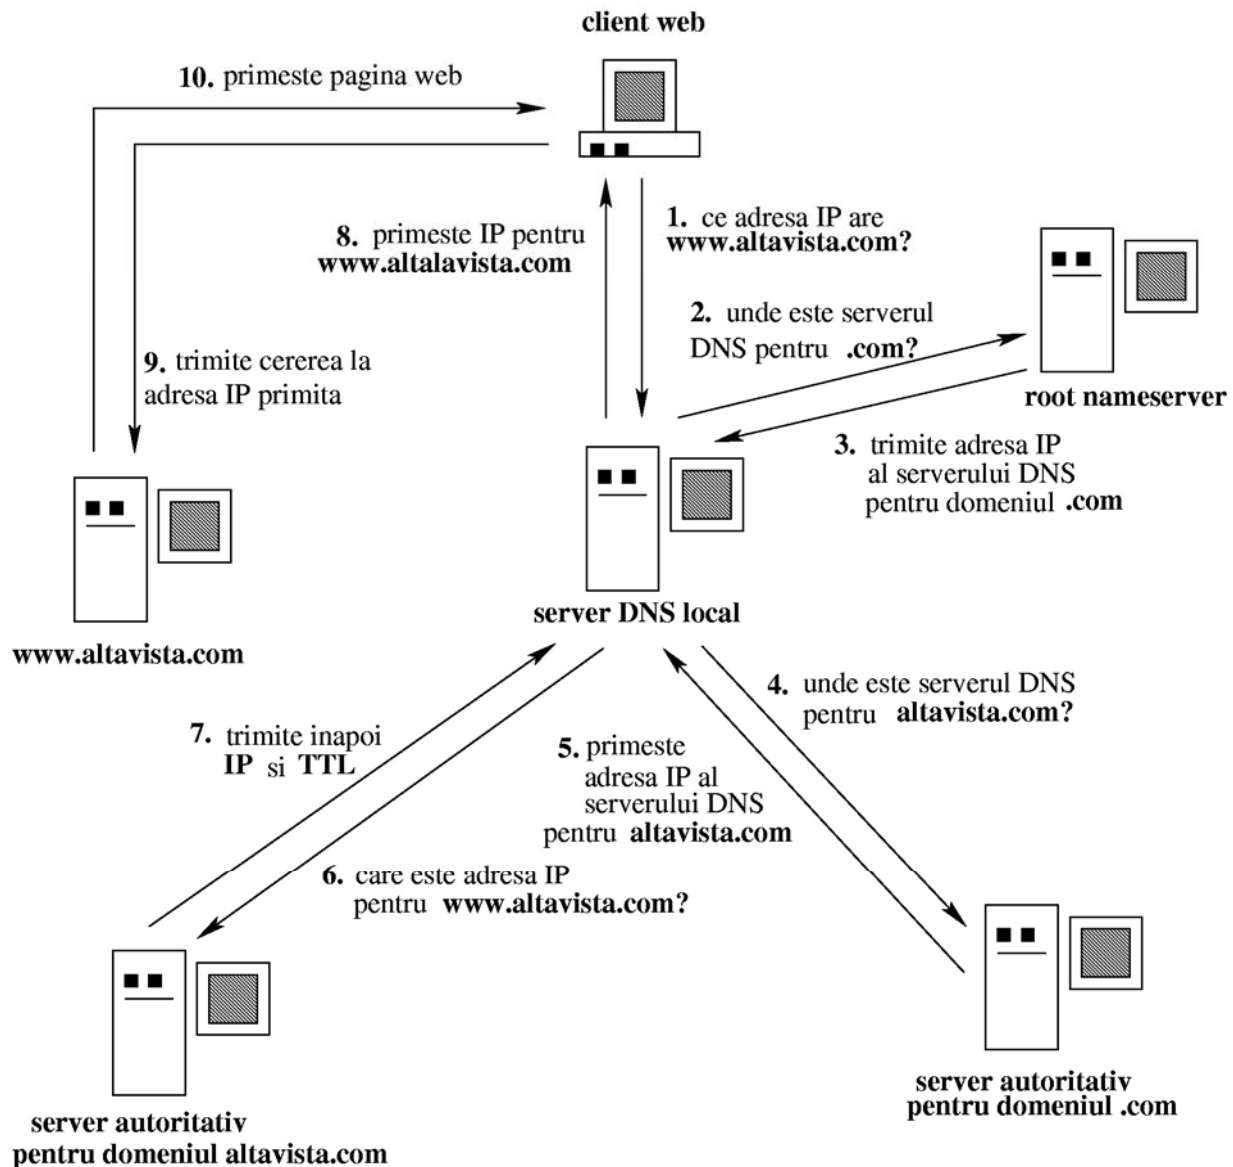 client web
10. primeste pagina web
8. primeste IP pentru
www.altalavista.com
1. ce adresa IP are
www.altavista.com?
2. unde este serverul
DNS pentru .com?
9. trimite cererea la
adresa IP primita
root nameserver
3. trimite adresa IP
al serverului DNS
pentru domeniul .com
server DNS local
www.altavista.com
4. unde este serverul DNS
pentru altavista.com?
7. trimite inapoi
IP si TTL
5. primeste
adresa IP al
serverului DNS
pentru altavista.com
6. care este adresa IP
pentru www.altavista.com?
server autoritativ
pentru domeniul .com
server autoritativ
pentru domeniul altavista.com